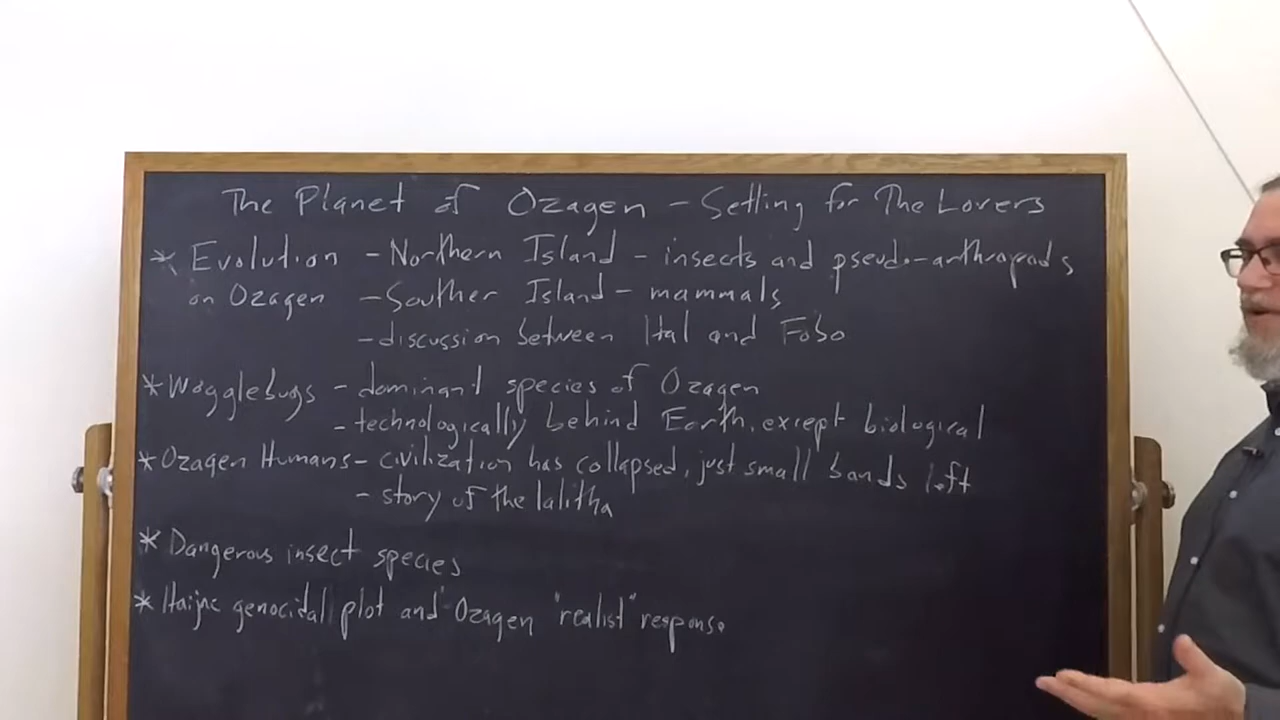 The Planet of Ozagen - Setting for The Lovers
* Evolution - Northern Island - insects and pseudo-arthropods
on Ozagen - Souther Island - mammals
- discussion between Hal and Fobo
* Wogglebugs - dominant species of Ozagen
- technologically behind Earth, except biological
* Ozagen Humans - civilization has collapsed, just small bands left
- story of the lalitha
* Dangerous insect species
* Haijac genocidal plot and Ozagen "realist" response